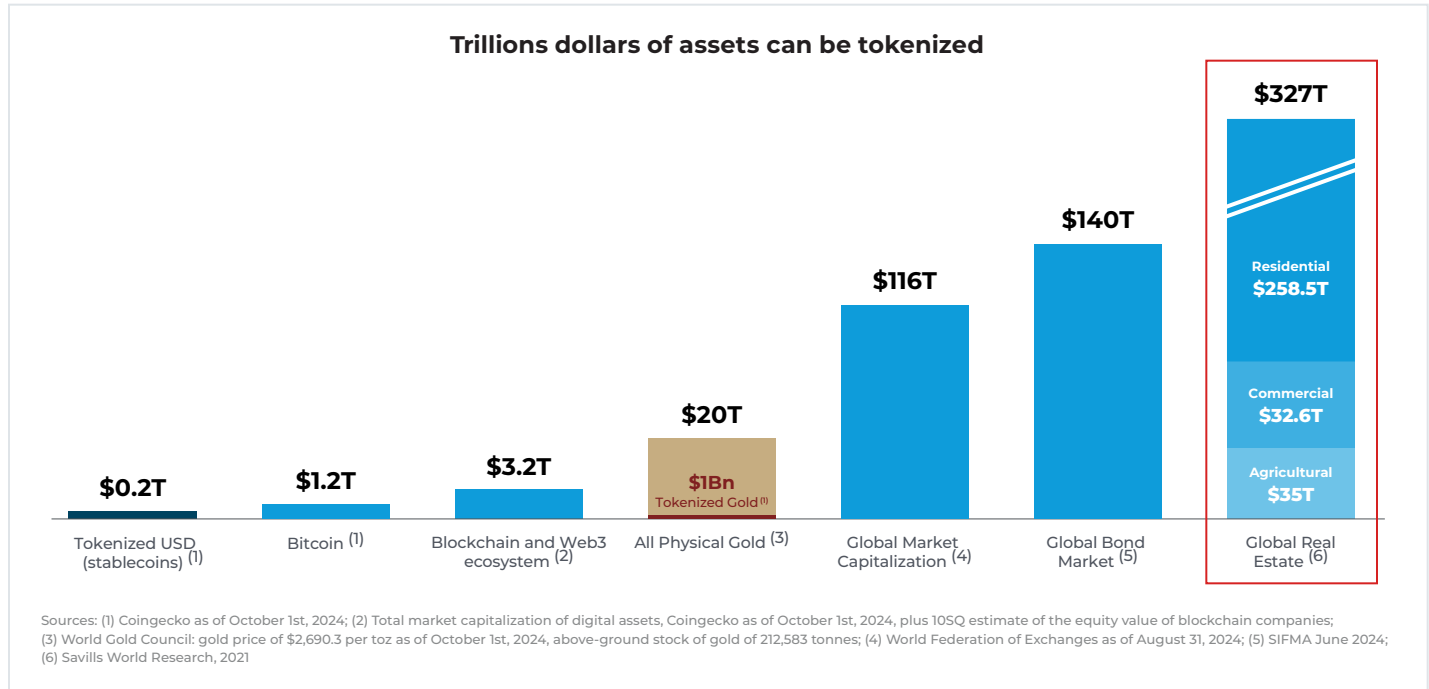 Trillions dollars of assets can be tokenized
$0.2T
$1.2T
$3.2T
$20T
$1Bn
Tokenized Gold (1)
$116T
$140T
$327T
Residential
$258.5T
Commercial
$32.6T
Agricultural
$35T
Tokenized USD
(stablecoins) (1)
Bitcoin (1)
Blockchain and Web3
ecosystem (2)
All Physical Gold (3)
Global Market
Capitalization (4)
Global Bond
Market (5)
Global Real
Estate (6)
Sources: (1) Coingecko as of October 1st, 2024; (2) Total market capitalization of digital assets, Coingecko as of October 1st, 2024, plus 10SQ estimate of the equity value of blockchain companies;
(3) World Gold Council: gold price of $2,690.3 per toz as of October 1st, 2024, above-ground stock of gold of 212,583 tonnes; (4) World Federation of Exchanges as of August 31, 2024; (5) SIFMA June 2024;
(6) Savills World Research, 2021